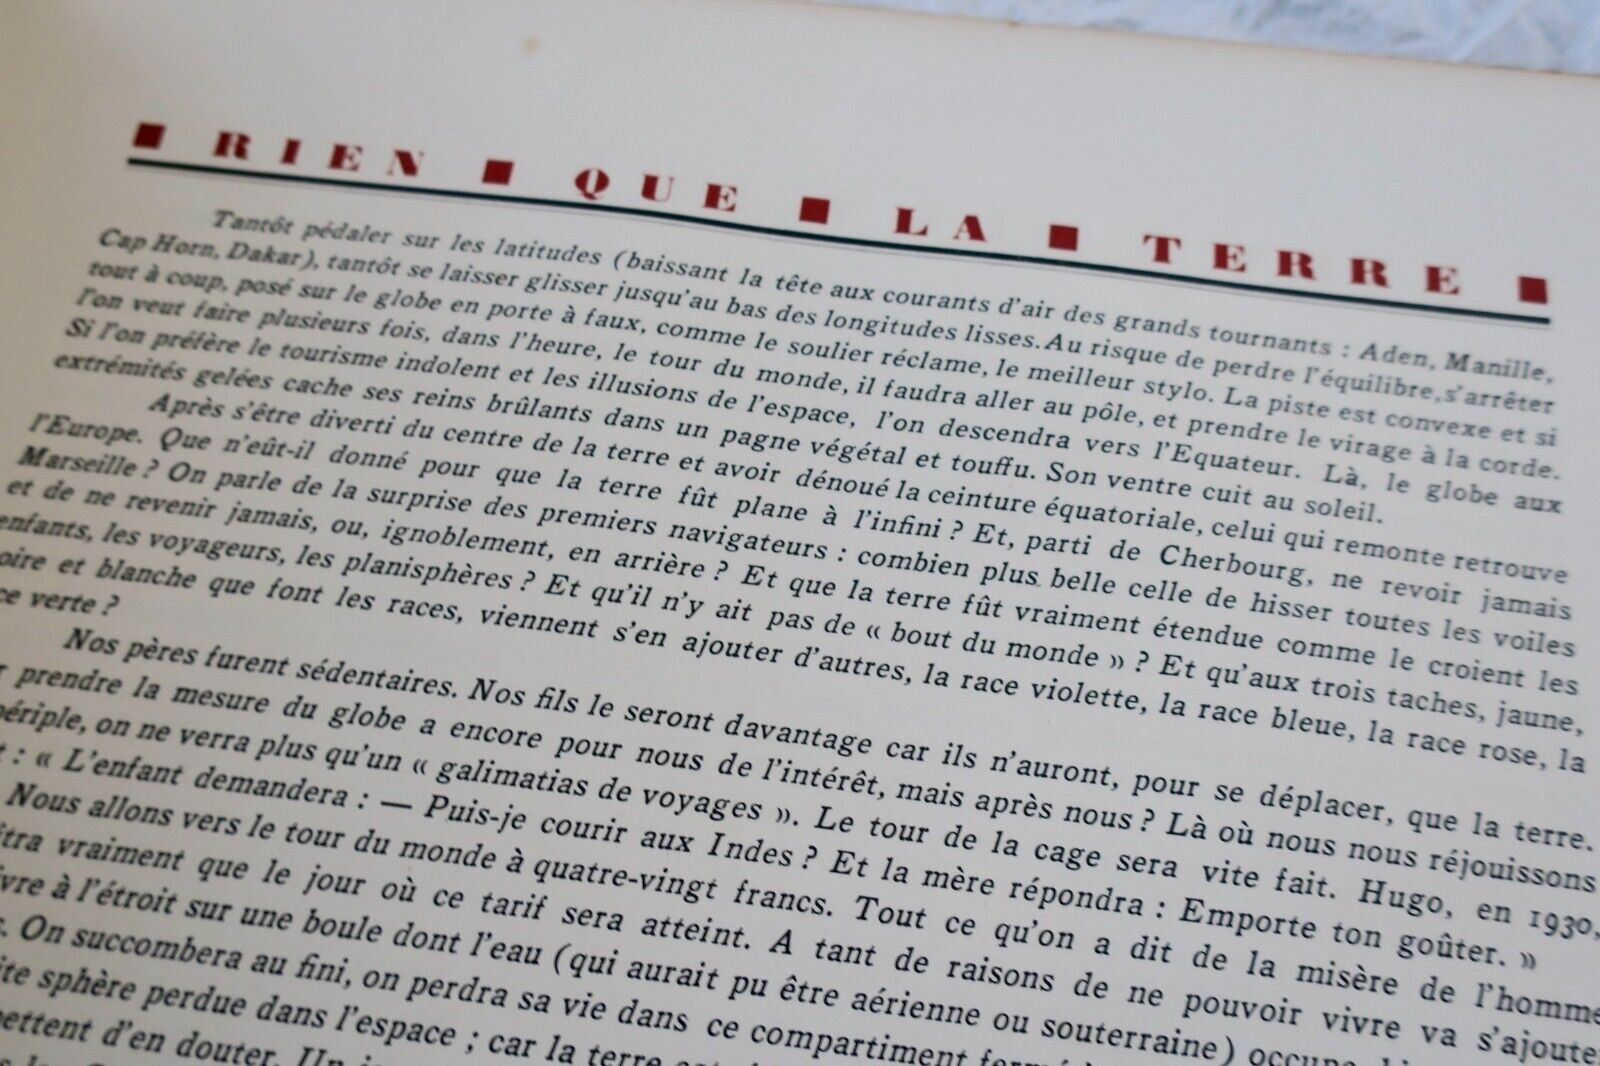 ■ RIEN ■ QUE ■ LA ■ TERRE ■
Tantôt pédaler sur les latitudes (baissant la tête aux courants d'air des grands tournants : Aden, Manille,
Cap Horn, Dakar), tantôt se laisser glisser jusqu'au bas des longitudes lisses. Au risque de perdre l'équilibre, s'arrêter
tout à coup, posé sur le globe en porte à faux, comme le soulier réclame, le meilleur stylo. La piste est convexe et si
l'on veut faire plusieurs fois, dans l'heure, le tour du monde, il faudra aller au pôle, et prendre le virage à la corde.
Si l'on préfère le tourisme indolent et les illusions de l'espace, l'on descendra vers l'Equateur. Là, le globe aux
extrémités gelées cache ses reins brûlants dans un pagne végétal et touffu. Son ventre cuit au soleil.
Après s'être diverti du centre de la terre et avoir dénoué la ceinture équatoriale, celui qui remonte retrouve
l'Europe. Que n'eût-il donné pour que la terre fût plane à l'infini ? Et, parti de Cherbourg, ne revoir jamais
Marseille ? On parle de la surprise des premiers navigateurs : combien plus belle celle de hisser toutes les voiles
et de ne revenir jamais, ou, ignoblement, en arrière ? Et que la terre fût vraiment étendue comme le croient les
enfants, les voyageurs, les planisphères ? Et qu'il n'y ait pas de « bout du monde » ? Et qu'aux trois taches, jaune,
oire et blanche que font les races, viennent s'en ajouter d'autres, la race violette, la race bleue, la race rose, la
ce verte ?
Nos pères furent sédentaires. Nos fils le seront davantage car ils n'auront, pour se déplacer, que la terre.
prendre la mesure du globe a encore pour nous de l'intérêt, mais après nous ? Là où nous nous réjouissons
périple, on ne verra plus qu'un « galimatias de voyages ». Le tour de la cage sera vite fait. Hugo, en 1930,
t : « L'enfant demandera : — Puis-je courir aux Indes ? Et la mère répondra : Emporte ton goûter. »
Nous allons vers le tour du monde à quatre-vingt francs. Tout ce qu'on a dit de la misère de l'homme
îtra vraiment que le jour où ce tarif sera atteint. A tant de raisons de ne pouvoir vivre va s'ajouter
ivre à l'étroit sur une boule dont l'eau (qui aurait pu être aérienne ou souterraine) occupe
s. On succombera au fini, on perdra sa vie dans ce compartiment fermé
ite sphère perdue dans l'espace ; car la terre
ettent d'en douter. Un